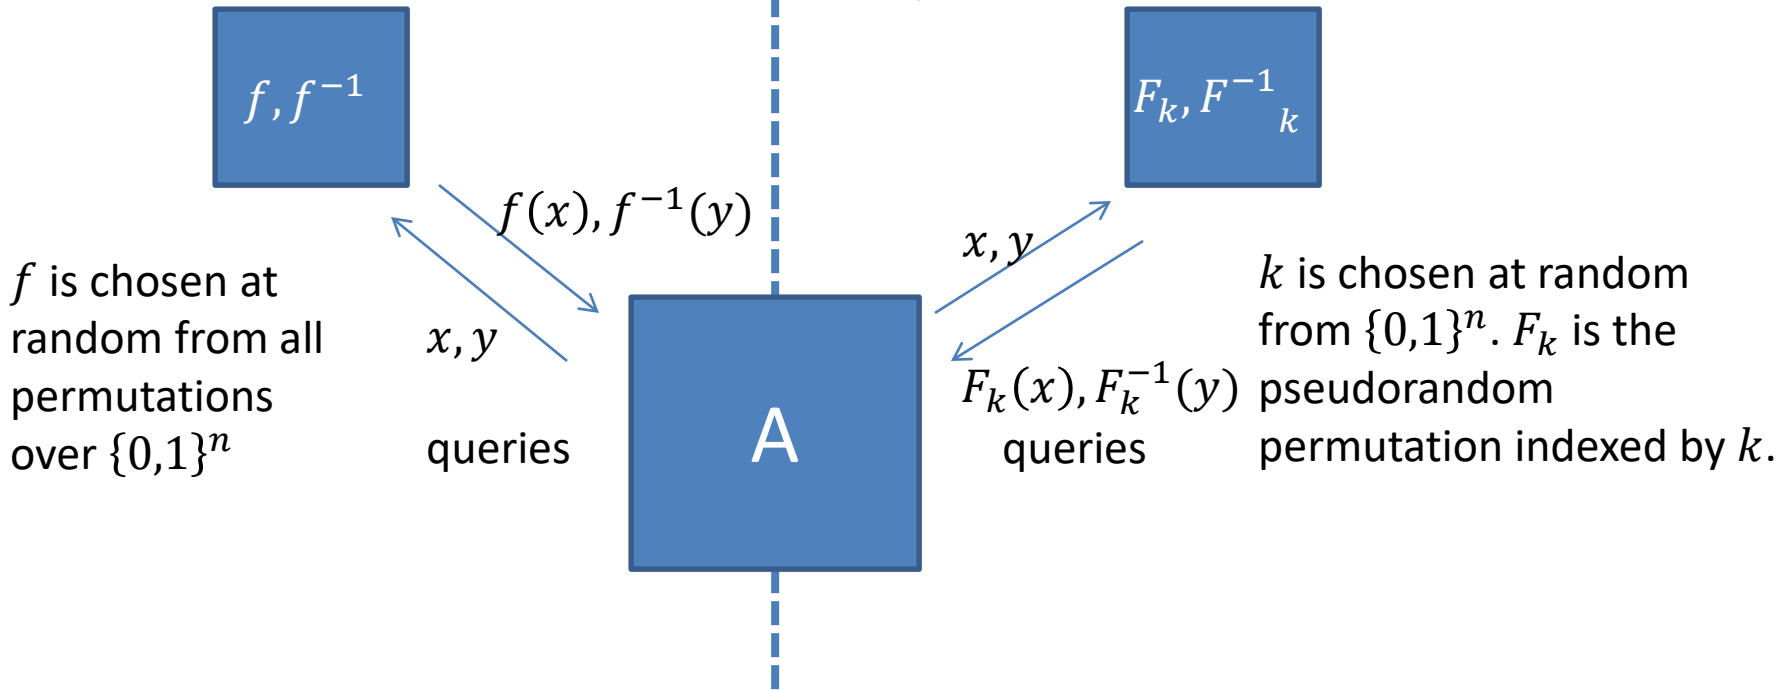 f, f⁻¹
F_k, F⁻¹_k
f(x), f⁻¹(y)
x, y
f is chosen at
random from all
permutations
over {0,1}ⁿ
x, y
queries
A
F_k(x), F_k⁻¹(y)
queries
k is chosen at random
from {0,1}ⁿ. F_k is the
pseudorandom
permutation indexed by k.